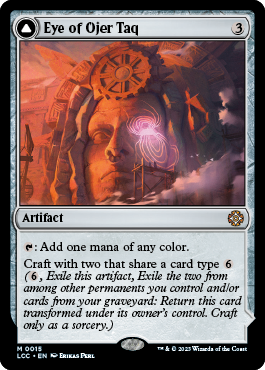 Eye of Ojer Taq 3
Artifact
: Add one mana of any color.
Craft with two that share a card type 6
(6, Exile this artifact, Exile the two from
among other permanents you control and/or
cards from your graveyard: Return this card
transformed under its owner's control. Craft
only as a sorcery.)
M 0015
LCC • EN Erikas Perl ™ & © 2023 Wizards of the Coast